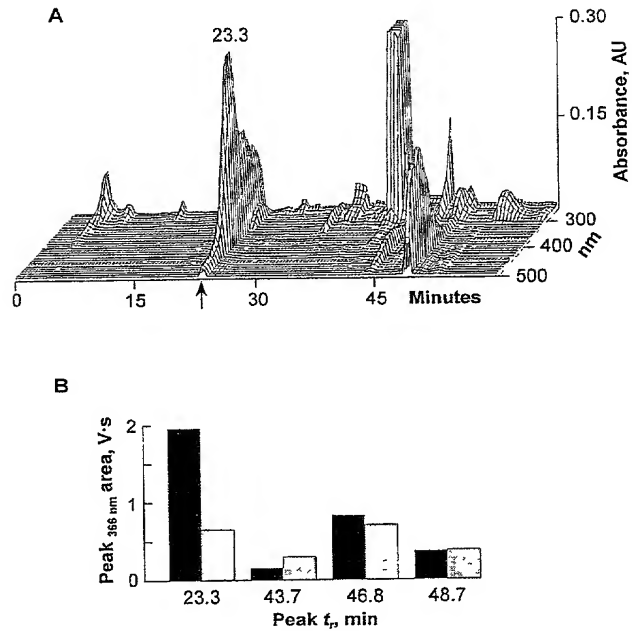 A
23.3
0.30
0.15
Absorbance, AU
300
400
500
nm
0
15
30
45
Minutes
B
2
1
0
Peak 366 nm area, V·s
23.3
43.7
46.8
48.7
Peak tr, min